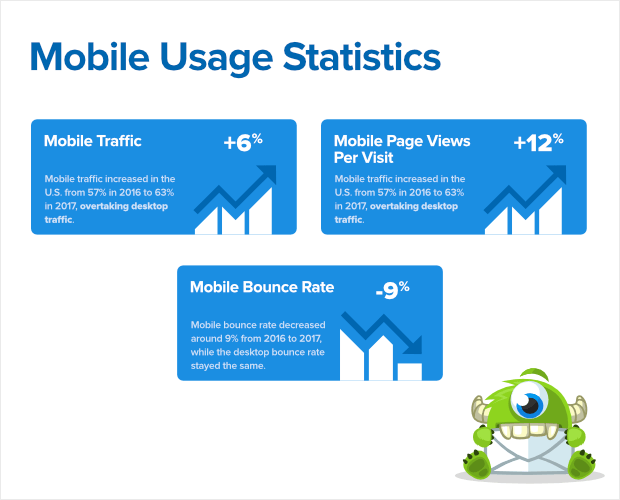 Mobile Usage Statistics
Mobile Traffic
+6%
Mobile traffic increased in the
U.S. from 57% in 2016 to 63%
in 2017, overtaking desktop
traffic.
Mobile Page Views
Per Visit
+12%
Mobile traffic increased in the
U.S. from 57% in 2016 to 63%
in 2017, overtaking desktop
traffic.
Mobile Bounce Rate
-9%
Mobile bounce rate decreased
around 9% from 2016 to 2017,
while the desktop bounce rate
stayed the same.